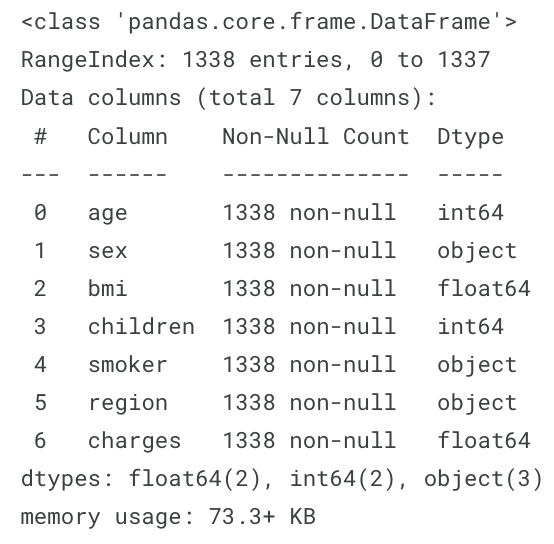 <class 'pandas.core.frame.DataFrame'>
RangeIndex: 1338 entries, 0 to 1337
Data columns (total 7 columns):
 #   Column    Non-Null Count  Dtype
---  ------    --------------  -----
 0   age       1338 non-null   int64
 1   sex       1338 non-null   object
 2   bmi       1338 non-null   float64
 3   children  1338 non-null   int64
 4   smoker    1338 non-null   object
 5   region    1338 non-null   object
 6   charges   1338 non-null   float64
dtypes: float64(2), int64(2), object(3)
memory usage: 73.3+ KB